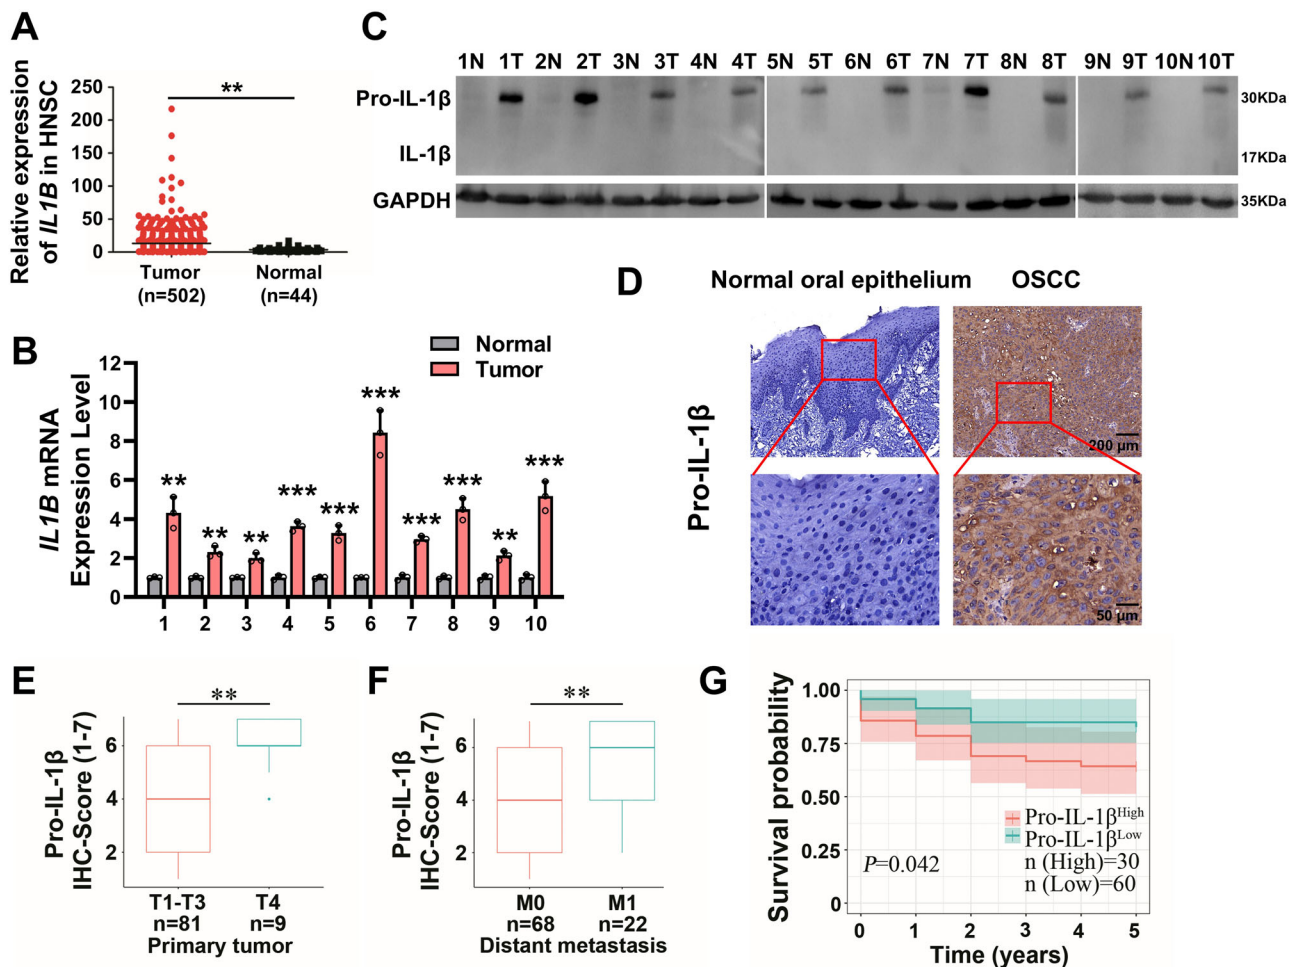 A
Relative expression
of IL1B in HNSC
250
200
150
100
50
0
**
Tumor
(n=502)
Normal
(n=44)
B
IL1B mRNA
Expression Level
12
10
8
6
4
2
0
Normal
Tumor
** ** ** *** *** *** *** *** ** ***
1 2 3 4 5 6 7 8 9 10
C
1N 1T 2N 2T 3N 3T 4N 4T 5N 5T 6N 6T 7N 7T 8N 8T 9N 9T 10N 10T
Pro-IL-1β
30KDa
IL-1β
17KDa
GAPDH
35KDa
D
Normal oral epithelium
OSCC
Pro-IL-1β
200 μm
50 μm
E
Pro-IL-1β
IHC-Score (1-7)
6
4
2
**
T1-T3
n=81
T4
n=9
Primary tumor
F
Pro-IL-1β
IHC-Score (1-7)
6
4
2
**
M0
n=68
M1
n=22
Distant metastasis
G
Survival probability
1.00
0.75
0.50
0.25
0
Pro-IL-1βHigh
Pro-IL-1βLow
n (High)=30
n (Low)=60
P=0.042
0 1 2 3 4 5
Time (years)